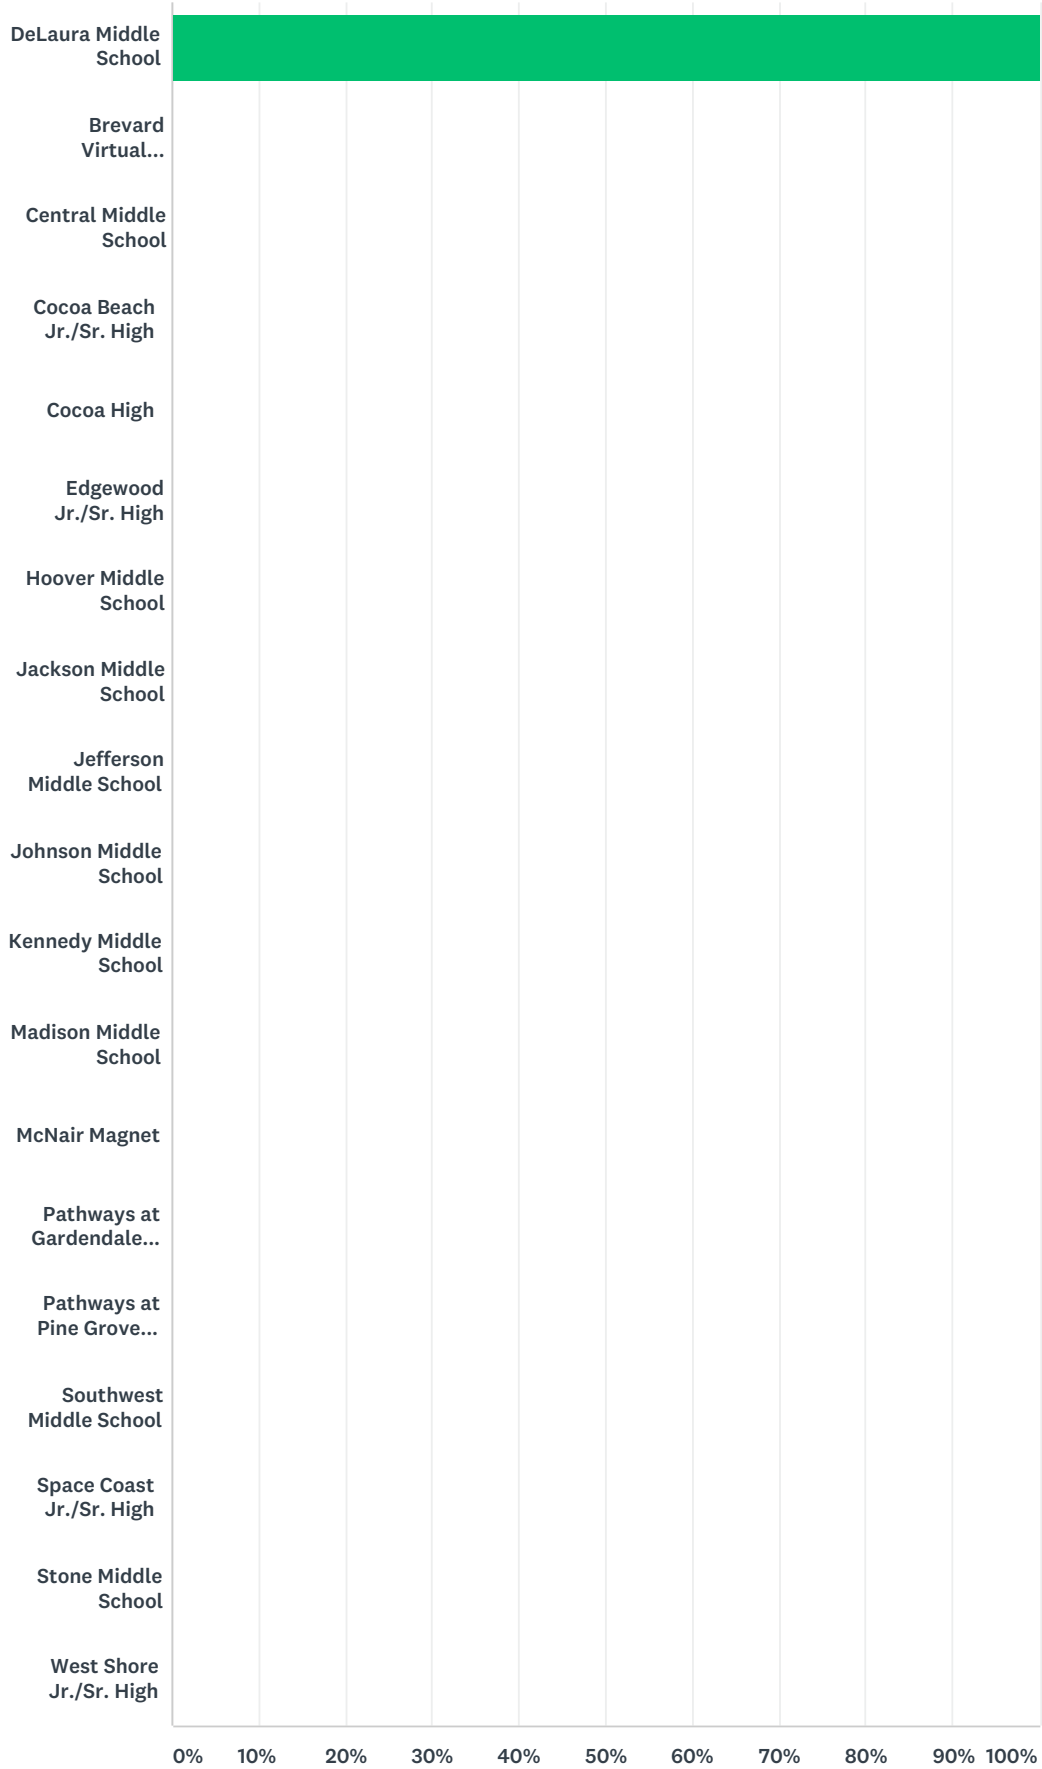 DeLaura Middle
School
Brevard
Virtual...
Central Middle
School
Cocoa Beach
Jr./Sr. High
Cocoa High
Edgewood
Jr./Sr. High
Hoover Middle
School
Jackson Middle
School
Jefferson
Middle School
Johnson Middle
School
Kennedy Middle
School
Madison Middle
School
McNair Magnet
Pathways at
Gardendale...
Pathways at
Pine Grove...
Southwest
Middle School
Space Coast
Jr./Sr. High
Stone Middle
School
West Shore
Jr./Sr. High
0% 10% 20% 30% 40% 50% 60% 70% 80% 90% 100%